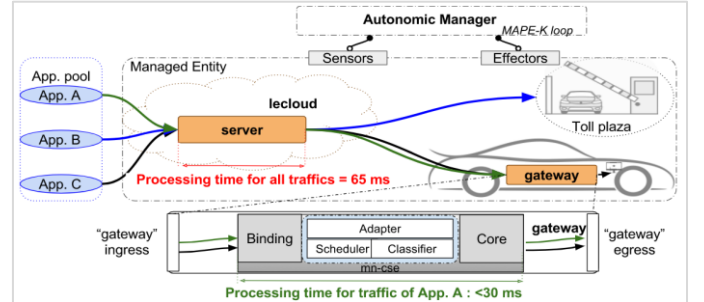 Autonomic Manager
MAPE-K loop
Sensors
Effectors
App. pool
Managed Entity
App. A
lecloud
server
App. B
Toll plaza
App. C
Processing time for all traffics = 65 ms
gateway
"gateway"
ingress
Binding
Adapter
Scheduler
Classifier
Core
gateway
"gateway"
egress
mn-cse
Processing time for traffic of App. A : <30 ms